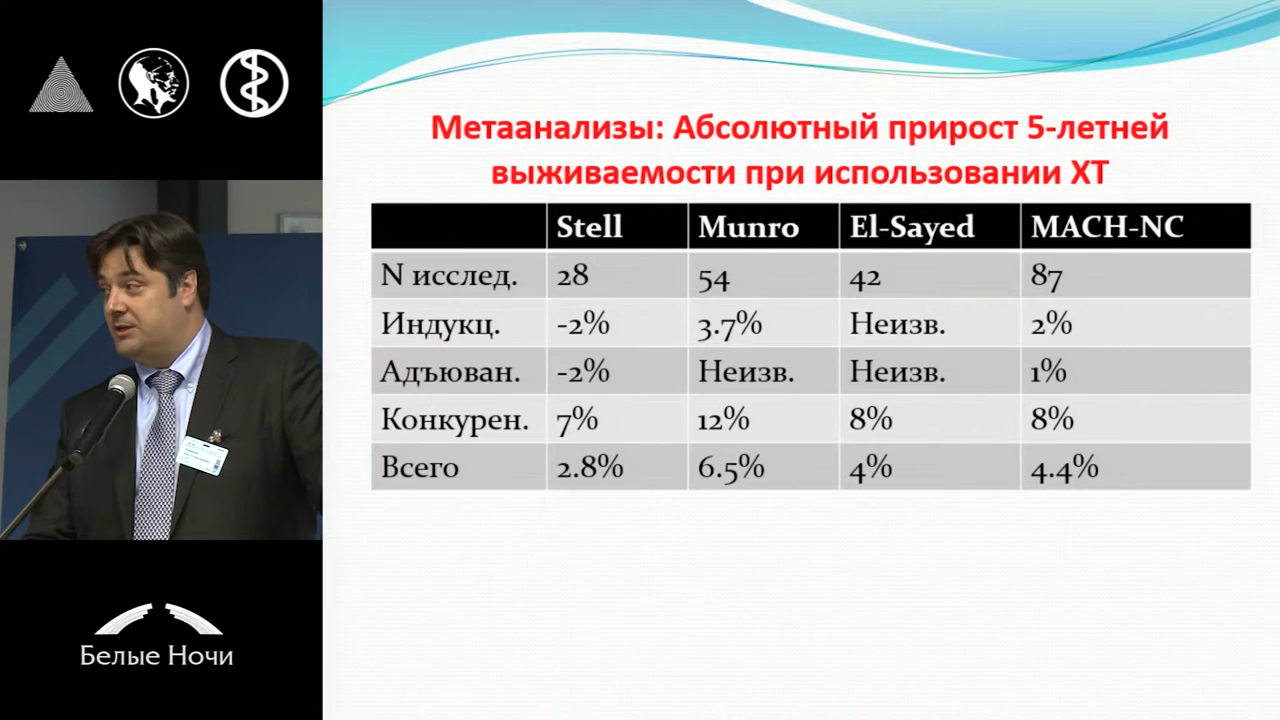 Метаанализы: Абсолютный прирост 5-летней
выживаемости при использовании ХТ
Stell Munro El-Sayed MACH-NC
N исслед. 28 54 42 87
Индукц. -2% 3.7% Неизв. 2%
Адъюван. -2% Неизв. Неизв. 1%
Конкурен. 7% 12% 8% 8%
Всего 2.8% 6.5% 4% 4.4%
Белые Ночи